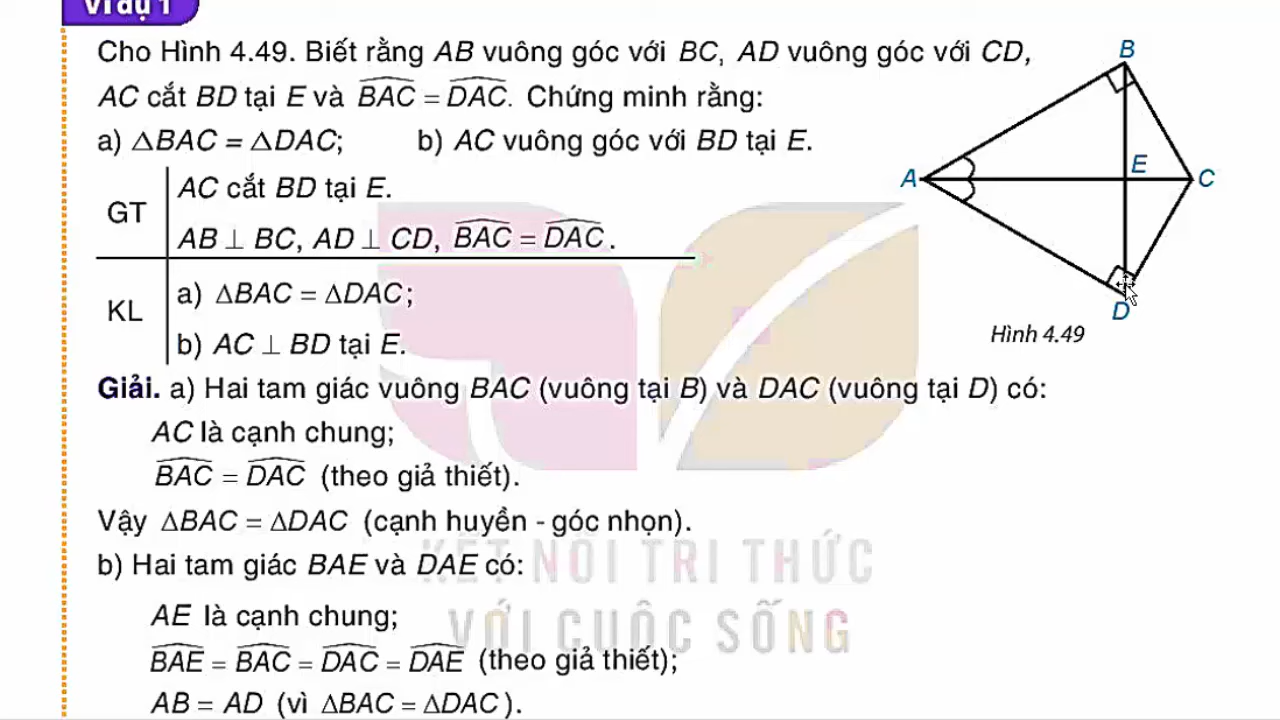 Ví dụ 1
Cho Hình 4.49. Biết rằng AB vuông góc với BC, AD vuông góc với CD,
AC cắt BD tại E và \widehat{BAC} = \widehat{DAC}. Chứng minh rằng:
a) △BAC = △DAC; b) AC vuông góc với BD tại E.
GT
AC cắt BD tại E.
AB ⊥ BC, AD ⊥ CD, \widehat{BAC} = \widehat{DAC}.
KL
a) ΔBAC = ΔDAC;
b) AC ⊥ BD tại E.
B
A
E
C
D
Hình 4.49
Giải. a) Hai tam giác vuông BAC (vuông tại B) và DAC (vuông tại D) có:
AC là cạnh chung;
\widehat{BAC} = \widehat{DAC} (theo giả thiết).
Vậy ΔBAC = ΔDAC (cạnh huyền - góc nhọn).
b) Hai tam giác BAE và DAE có:
AE là cạnh chung;
\widehat{BAE} = \widehat{BAC} = \widehat{DAC} = \widehat{DAE} (theo giả thiết);
AB = AD (vì ΔBAC = ΔDAC).
KẾT NỐI TRI THỨC
VỚI CUỘC SỐNG